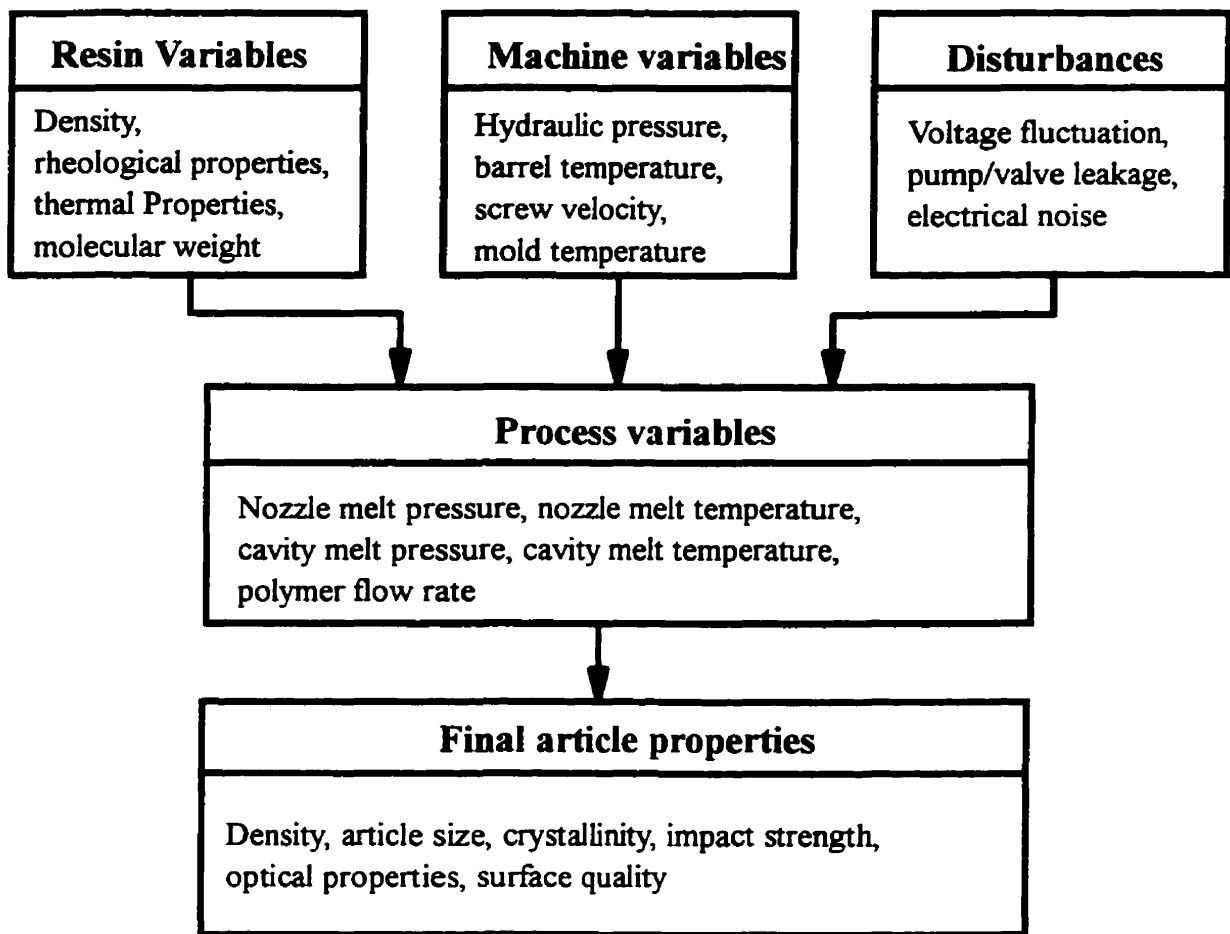 Resin Variables
Density,
rheological properties,
thermal Properties,
molecular weight
Machine variables
Hydraulic pressure,
barrel temperature,
screw velocity,
mold temperature
Disturbances
Voltage fluctuation,
pump/valve leakage,
electrical noise
Process variables
Nozzle melt pressure, nozzle melt temperature,
cavity melt pressure, cavity melt temperature,
polymer flow rate
Final article properties
Density, article size, crystallinity, impact strength,
optical properties, surface quality